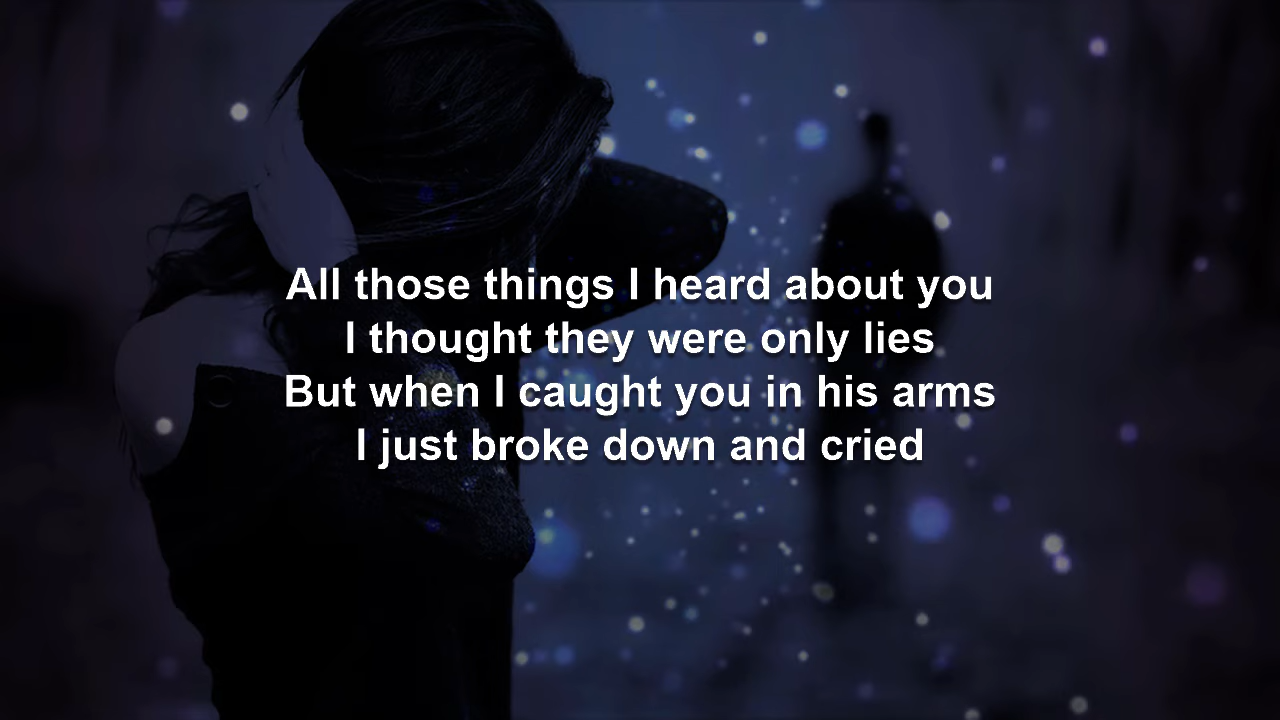 All those things I heard about you
I thought they were only lies
But when I caught you in his arms
I just broke down and cried